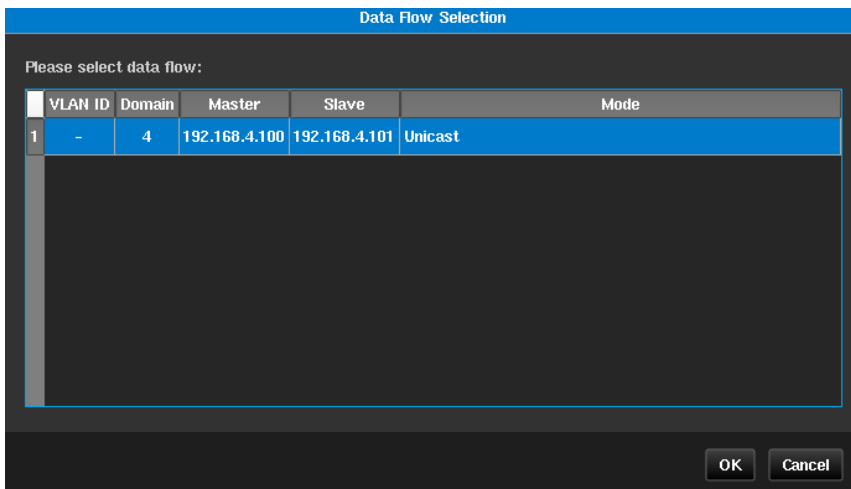 Data Flow Selection
Please select data flow:
VLAN ID Domain Master Slave Mode
1 - 4 192.168.4.100 192.168.4.101 Unicast
OK Cancel